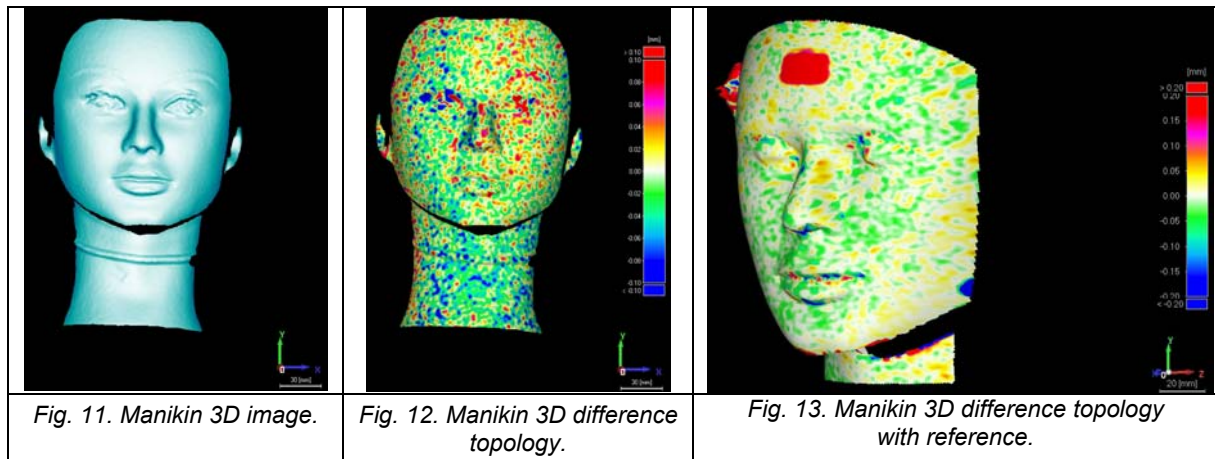 [mm]
> 0.10
0.10
0.08
0.06
0.04
0.02
0.00
-0.02
-0.04
-0.06
-0.08
-0.10
< -0.10
Y
X
0
30 [mm]
Y
X
0
30 [mm]
[mm]
> 0.20
0.20
0.15
0.10
0.05
0.00
-0.05
-0.10
-0.15
-0.20
< -0.20
Y
Z
20 [mm]
Fig. 11. Manikin 3D image.
Fig. 12. Manikin 3D difference
topology.
Fig. 13. Manikin 3D difference topology
with reference.